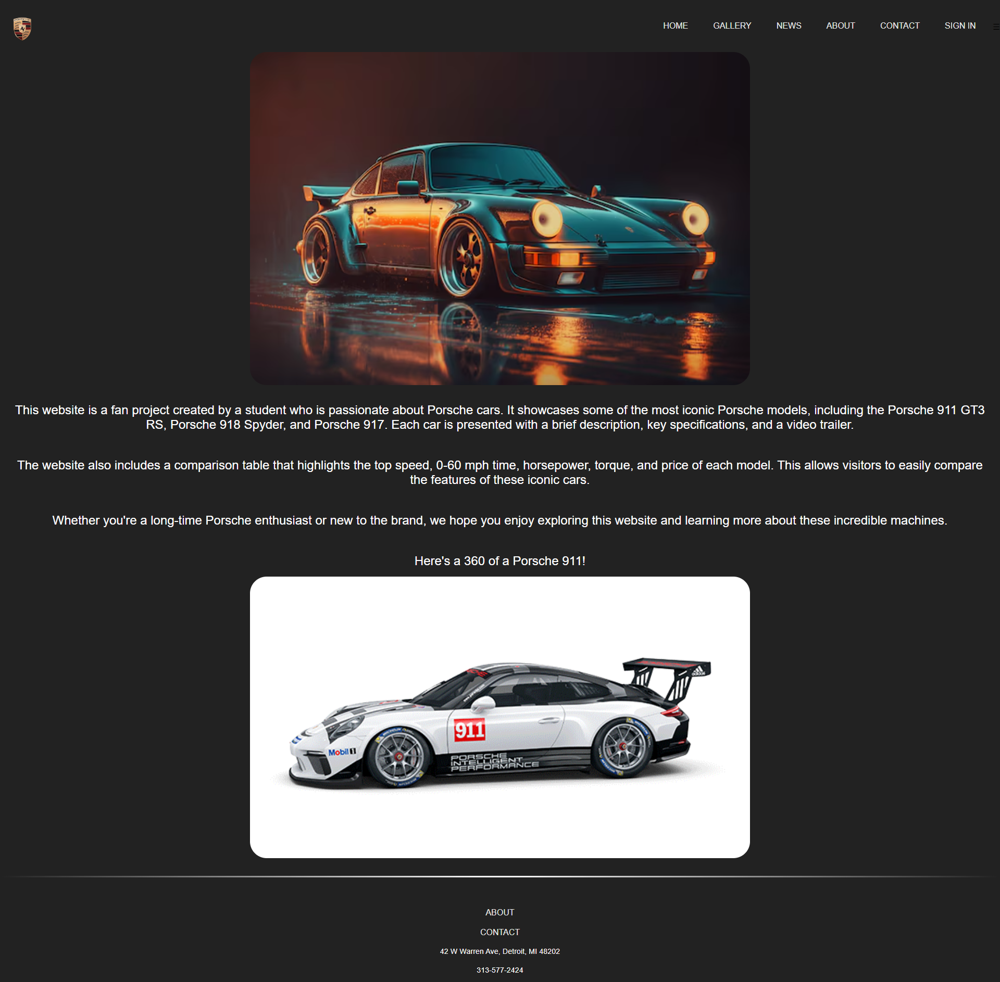 PORSCHE
HOME GALLERY NEWS ABOUT CONTACT SIGN IN
This website is a fan project created by a student who is passionate about Porsche cars. It showcases some of the most iconic Porsche models, including the Porsche 911 GT3
RS, Porsche 918 Spyder, and Porsche 917. Each car is presented with a brief description, key specifications, and a video trailer.
The website also includes a comparison table that highlights the top speed, 0-60 mph time, horsepower, torque, and price of each model. This allows visitors to easily compare
the features of these iconic cars.
Whether you're a long-time Porsche enthusiast or new to the brand, we hope you enjoy exploring this website and learning more about these incredible machines.
Here's a 360 of a Porsche 911!
adidas
911
Mobil 1
PORSCHE
INTELLIGENT
PERFORMANCE
MICHELIN
MICHELIN
ABOUT
CONTACT
42 W Warren Ave, Detroit, MI 48202
313-577-2424